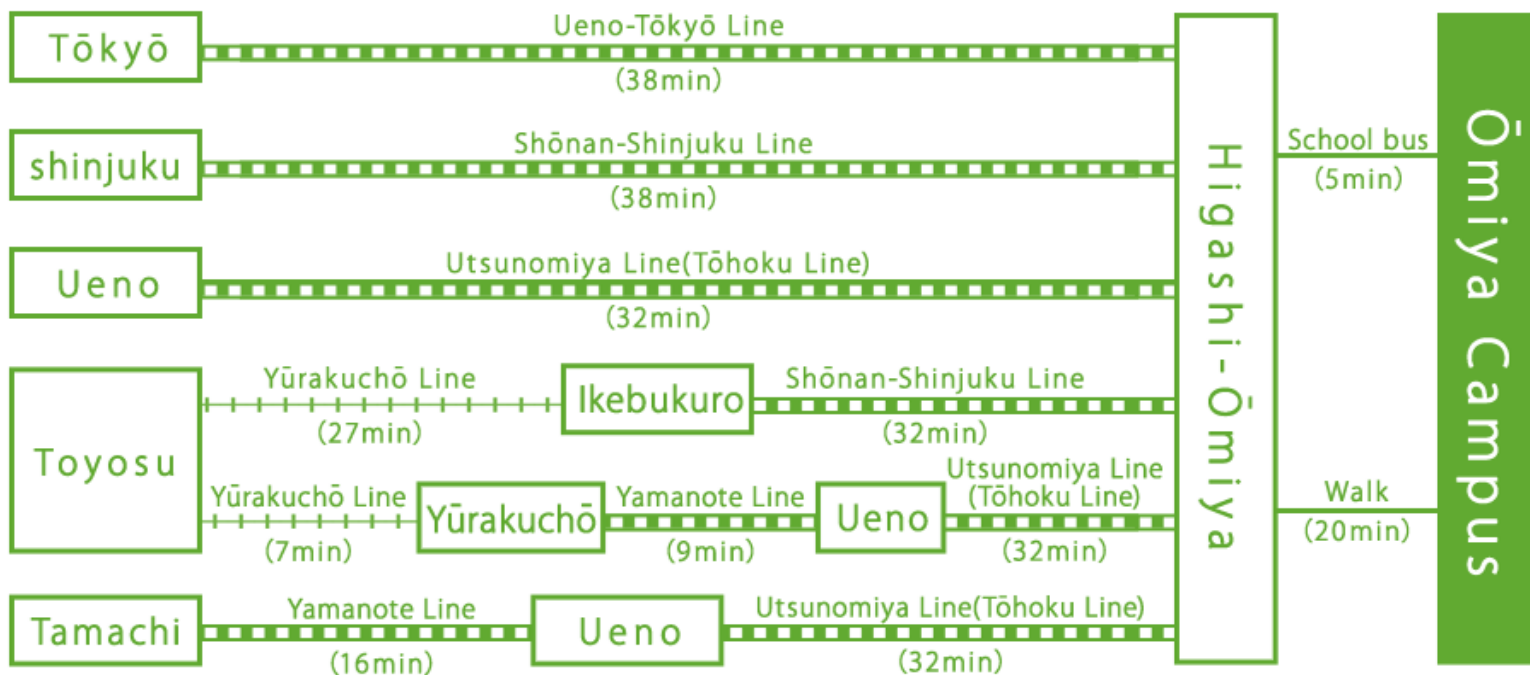 Tōkyō
Ueno-Tōkyō Line
(38min)
shinjuku
Shōnan-Shinjuku Line
(38min)
Ueno
Utsunomiya Line(Tōhoku Line)
(32min)
Toyosu
Yūrakuchō Line
(27min)
Ikebukuro
Shōnan-Shinjuku Line
(32min)
Yūrakuchō Line
(7min)
Yūrakuchō
Yamanote Line
(9min)
Ueno
Utsunomiya Line
(Tōhoku Line)
(32min)
Tamachi
Yamanote Line
(16min)
Ueno
Utsunomiya Line(Tōhoku Line)
(32min)
Higashi-Ōmiya
School bus
(5min)
Walk
(20min)
Ōmiya Campus